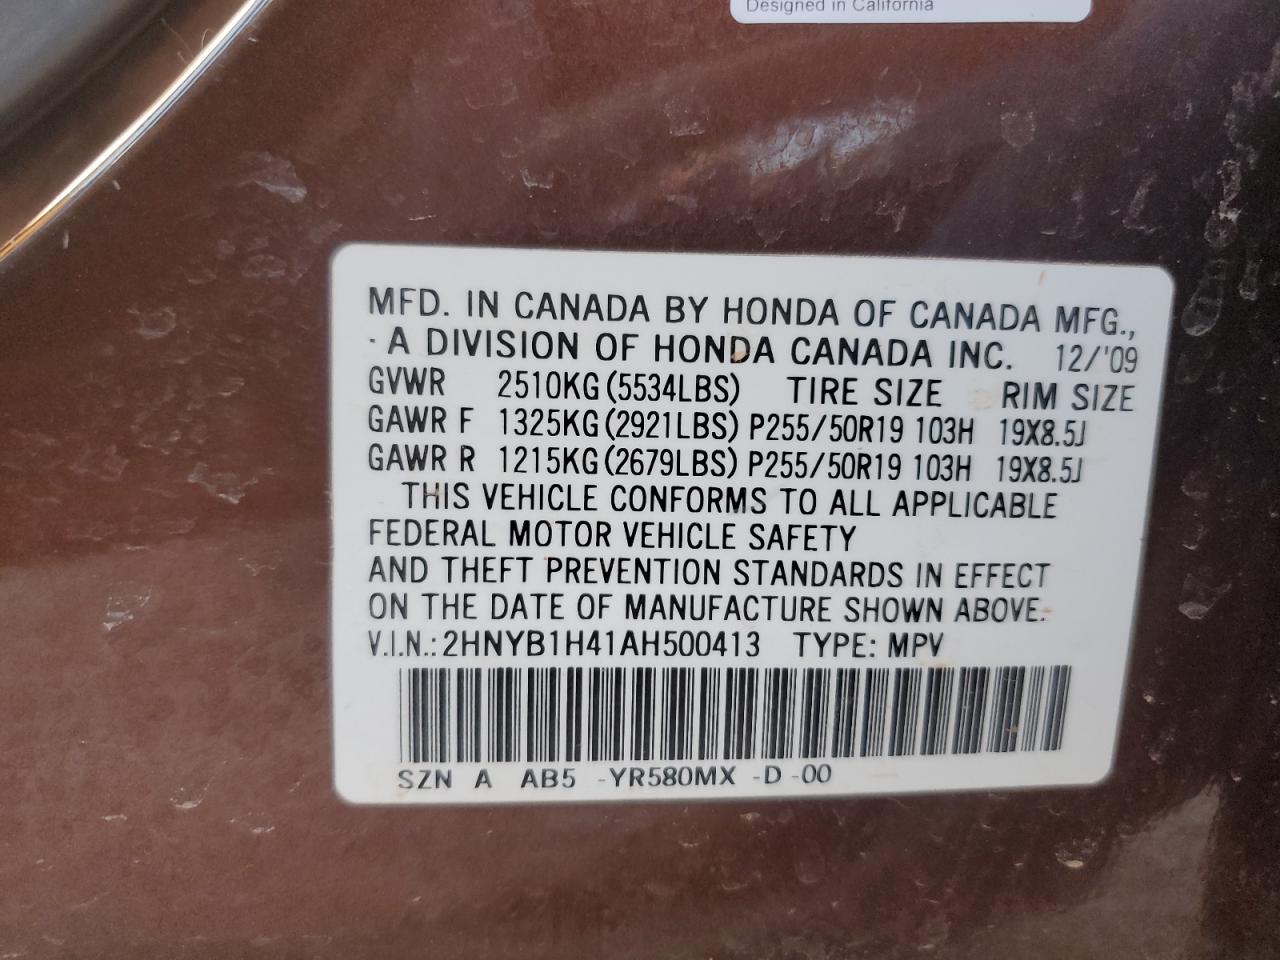 Designed in California
MFD. IN CANADA BY HONDA OF CANADA MFG.,
· A DIVISION OF HONDA CANADA INC. 12/'09
GVWR 2510KG (5534LBS) TIRE SIZE RIM SIZE
GAWR F 1325KG (2921LBS) P255/50R19 103H 19X8.5J
GAWR R 1215KG (2679LBS) P255/50R19 103H 19X8.5J
THIS VEHICLE CONFORMS TO ALL APPLICABLE
FEDERAL MOTOR VEHICLE SAFETY
AND THEFT PREVENTION STANDARDS IN EFFECT
ON THE DATE OF MANUFACTURE SHOWN ABOVE.
V.I.N.: 2HNYB1H41AH500413 TYPE: MPV
SZN A AB5 -YR580MX -D -00